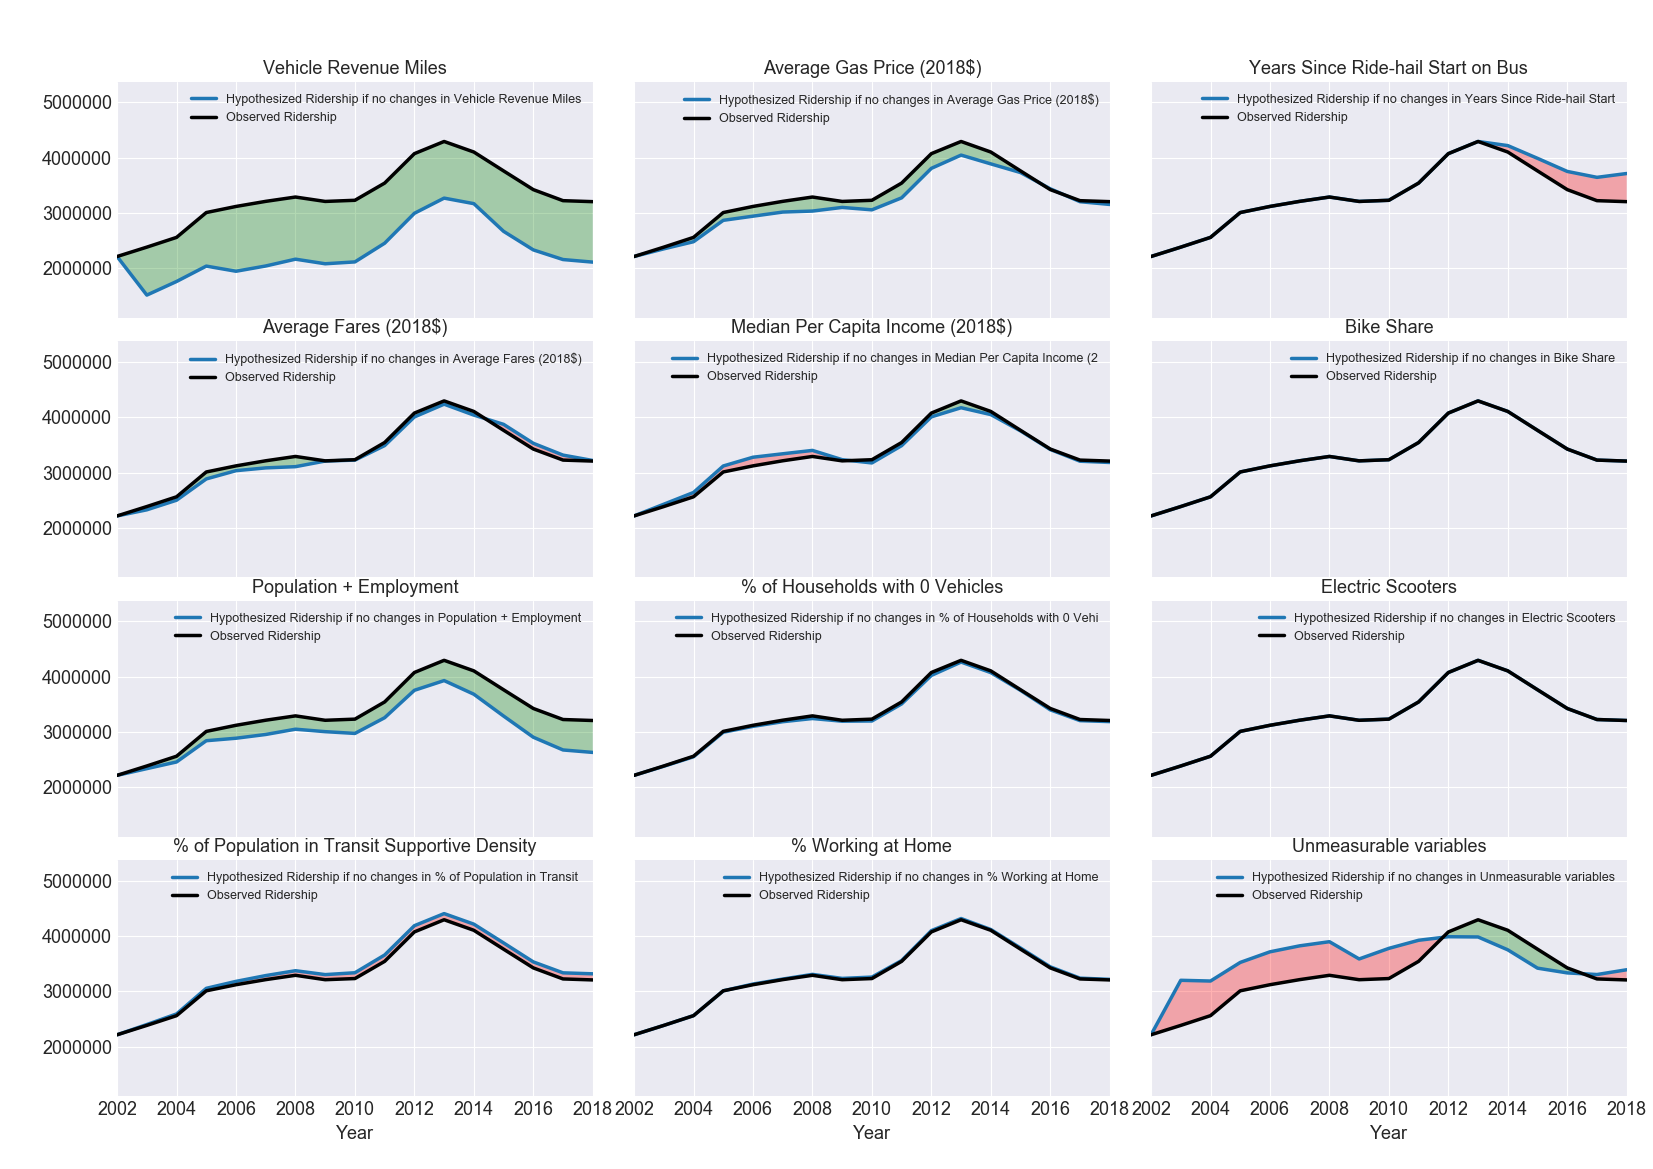 Vehicle Revenue Miles
Average Gas Price (2018$)
Years Since Ride-hail Start on Bus
5000000
4000000
3000000
2000000
Hypothesized Ridership if no changes in Vehicle Revenue Miles
Observed Ridership
Hypothesized Ridership if no changes in Average Gas Price (2018$)
Observed Ridership
Hypothesized Ridership if no changes in Years Since Ride-hail Start
Observed Ridership
Average Fares (2018$)
Median Per Capita Income (2018$)
Bike Share
5000000
4000000
3000000
2000000
Hypothesized Ridership if no changes in Average Fares (2018$)
Observed Ridership
Hypothesized Ridership if no changes in Median Per Capita Income (2
Observed Ridership
Hypothesized Ridership if no changes in Bike Share
Observed Ridership
Population + Employment
% of Households with 0 Vehicles
Electric Scooters
5000000
4000000
3000000
2000000
Hypothesized Ridership if no changes in Population + Employment
Observed Ridership
Hypothesized Ridership if no changes in % of Households with 0 Vehi
Observed Ridership
Hypothesized Ridership if no changes in Electric Scooters
Observed Ridership
% of Population in Transit Supportive Density
% Working at Home
Unmeasurable variables
5000000
4000000
3000000
2000000
Hypothesized Ridership if no changes in % of Population in Transit
Observed Ridership
Hypothesized Ridership if no changes in % Working at Home
Observed Ridership
Hypothesized Ridership if no changes in Unmeasurable variables
Observed Ridership
2002 2004 2006 2008 2010 2012 2014 2016 2018
2002 2004 2006 2008 2010 2012 2014 2016 2018
2002 2004 2006 2008 2010 2012 2014 2016 2018
Year
Year
Year